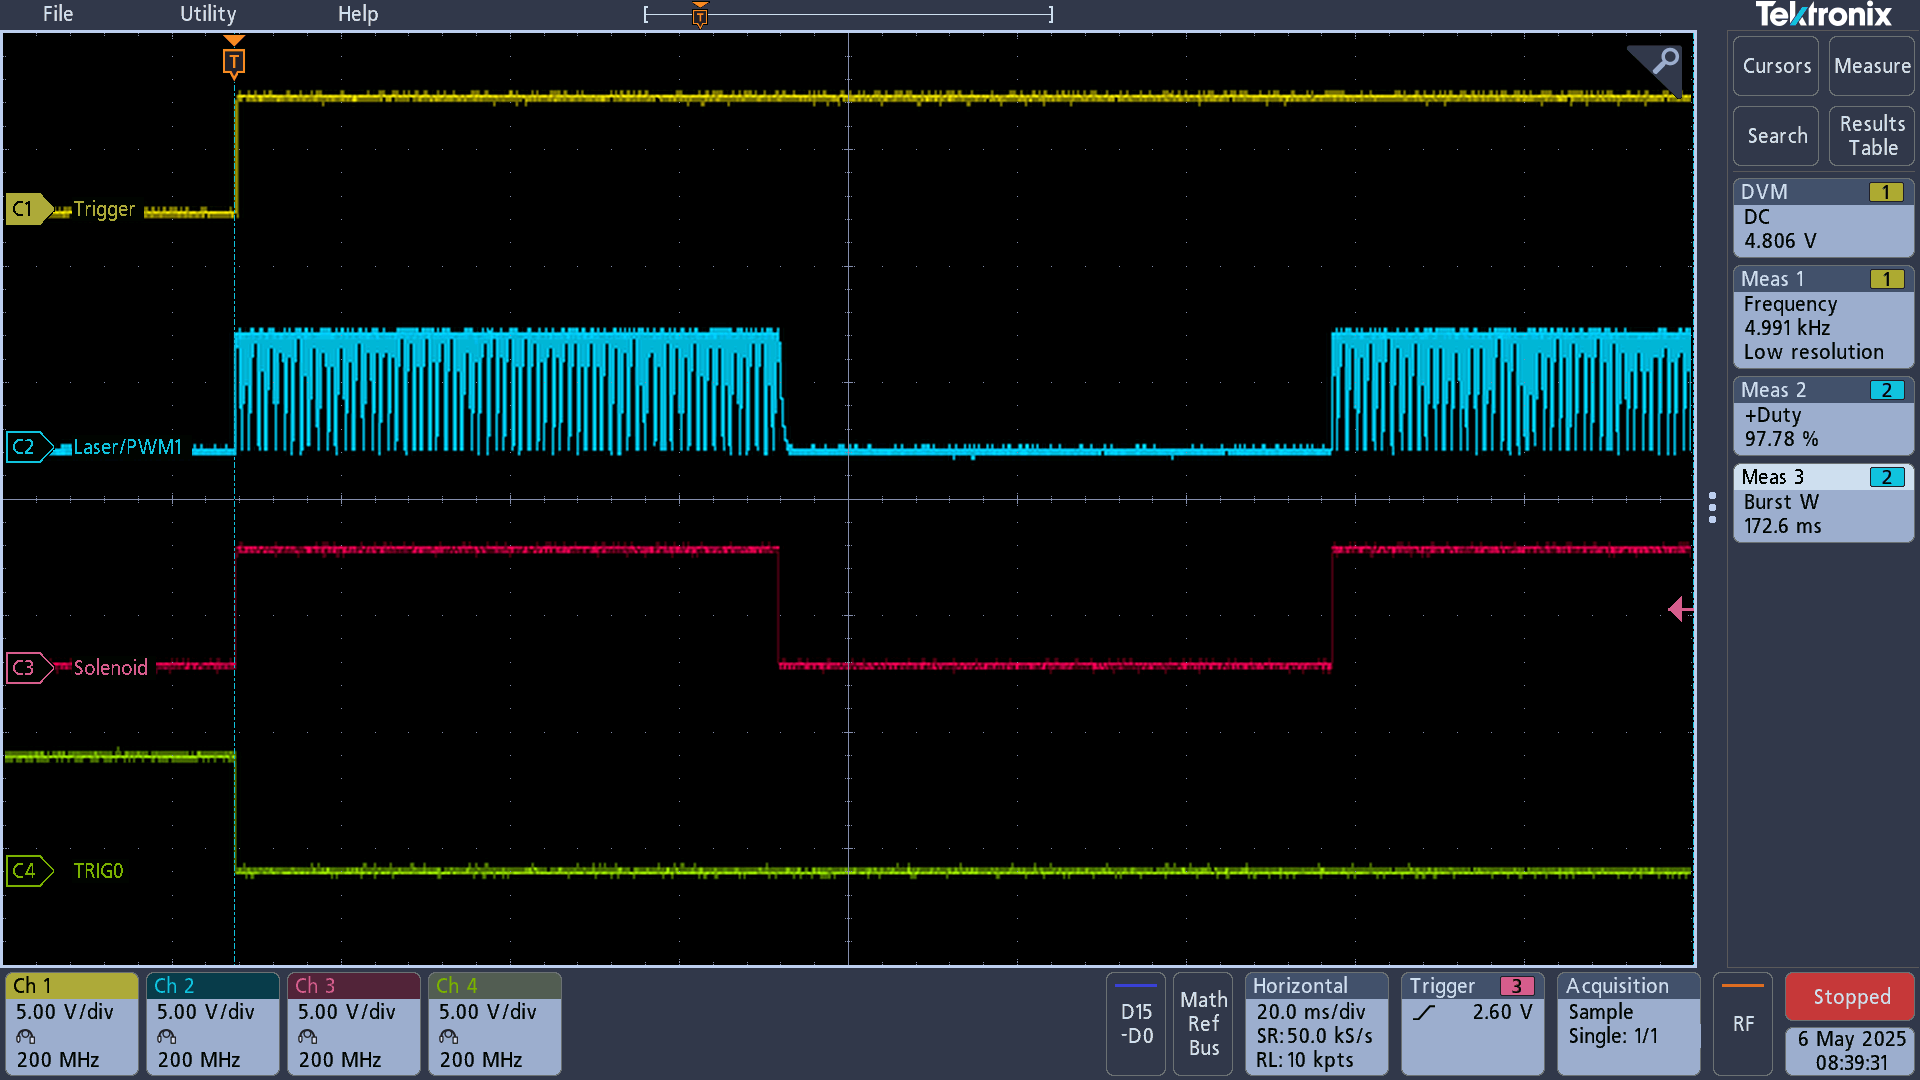 File Utility Help
T
Tektronix
T
Cursors Measure
Search Results Table
DVM 1
DC
4.806 V
Meas 1 1
Frequency
4.991 kHz
Low resolution
Meas 2 2
+Duty
97.78 %
Meas 3 2
Burst W
172.6 ms
C1 Trigger
C2 Laser/PWM1
C3 Solenoid
C4 TRIG0
Ch 1
5.00 V/div
200 MHz
Ch 2
5.00 V/div
200 MHz
Ch 3
5.00 V/div
200 MHz
Ch 4
5.00 V/div
200 MHz
D15
-D0
Math
Ref
Bus
Horizontal
20.0 ms/div
SR: 50.0 kS/s
RL: 10 kpts
Trigger 3
2.60 V
Acquisition
Sample
Single: 1/1
RF
Stopped
6 May 2025
08:39:31